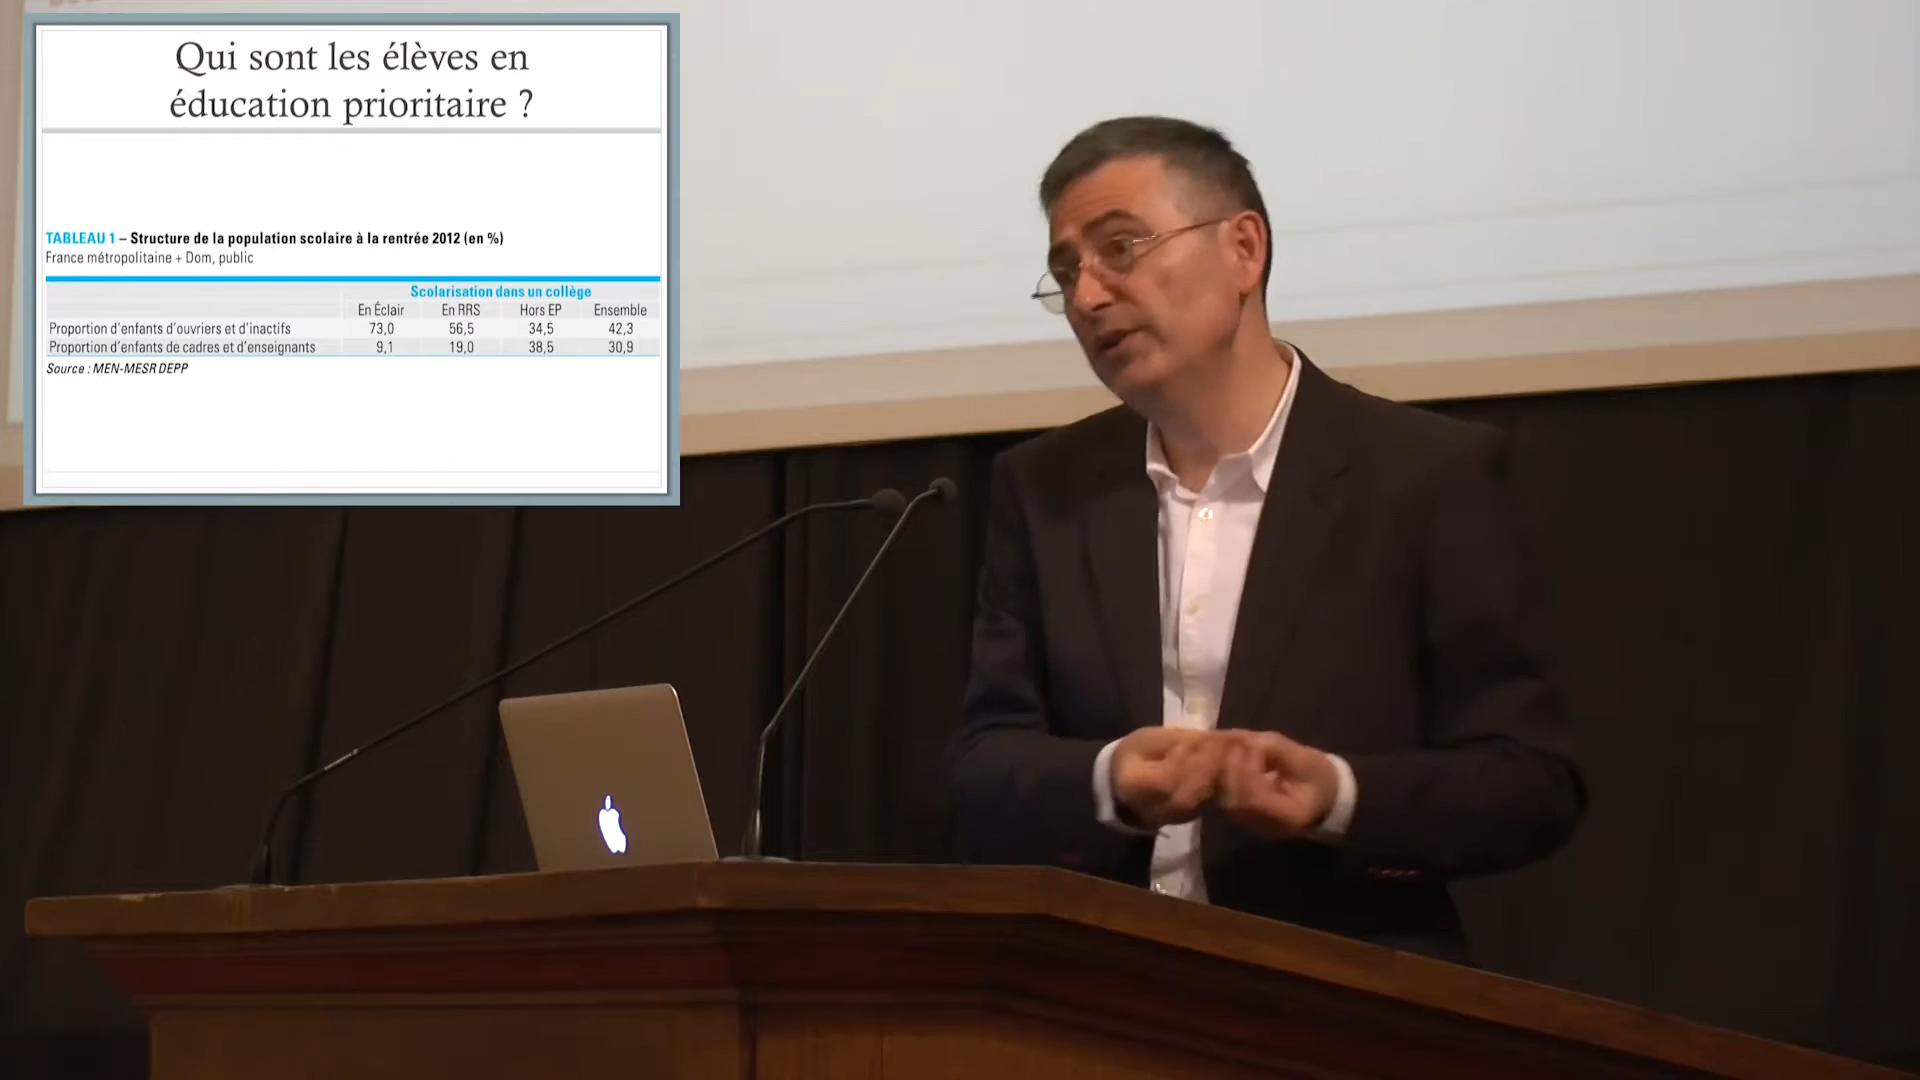 Qui sont les élèves en
éducation prioritaire ?
TABLEAU 1 – Structure de la population scolaire à la rentrée 2012 (en %)
France métropolitaine + Dom, public
Scolarisation dans un collège
En Éclair En RRS Hors EP Ensemble
Proportion d'enfants d'ouvriers et d'inactifs 73,0 56,5 34,5 42,3
Proportion d'enfants de cadres et d'enseignants 9,1 19,0 38,5 30,9
Source : MEN-MESR DEPP